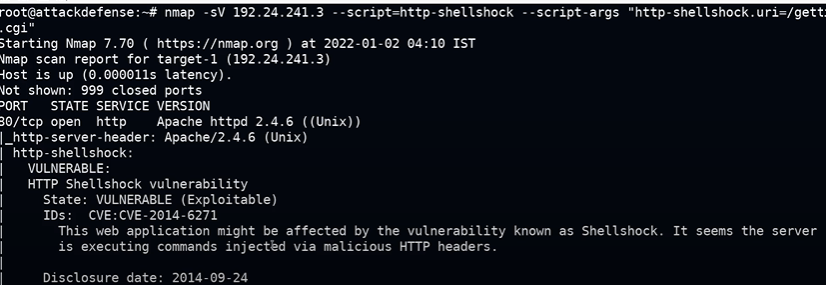 root@attackdefense:~# nmap -sV 192.24.241.3 --script=http-shellshock --script-args "http-shellshock.uri=/getti
.cgi"
Starting Nmap 7.70 ( https://nmap.org ) at 2022-01-02 04:10 IST
Nmap scan report for target-1 (192.24.241.3)
Host is up (0.000011s latency).
Not shown: 999 closed ports
PORT   STATE SERVICE VERSION
80/tcp open  http    Apache httpd 2.4.6 ((Unix))
|_http-server-header: Apache/2.4.6 (Unix)
| http-shellshock:
|   VULNERABLE:
|   HTTP Shellshock vulnerability
|     State: VULNERABLE (Exploitable)
|     IDs:  CVE:CVE-2014-6271
|       This web application might be affected by the vulnerability known as Shellshock. It seems the server
|       is executing commands injected via malicious HTTP headers.
|
|     Disclosure date: 2014-09-24